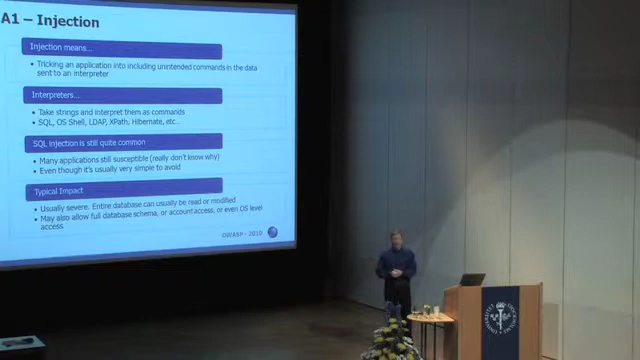 A1 – Injection
Injection means…
• Tricking an application into including unintended commands in the data
sent to an interpreter
Interpreters…
• Take strings and interpret them as commands
• SQL, OS Shell, LDAP, XPath, Hibernate, etc…
SQL injection is still quite common
• Many applications still susceptible (really don't know why)
• Even though it's usually very simple to avoid
Typical Impact
• Usually severe. Entire database can usually be read or modified
• May also allow full database schema, or account access, or even OS level
access
OWASP - 2010
STOCKHOLMS
UNIVERSITET